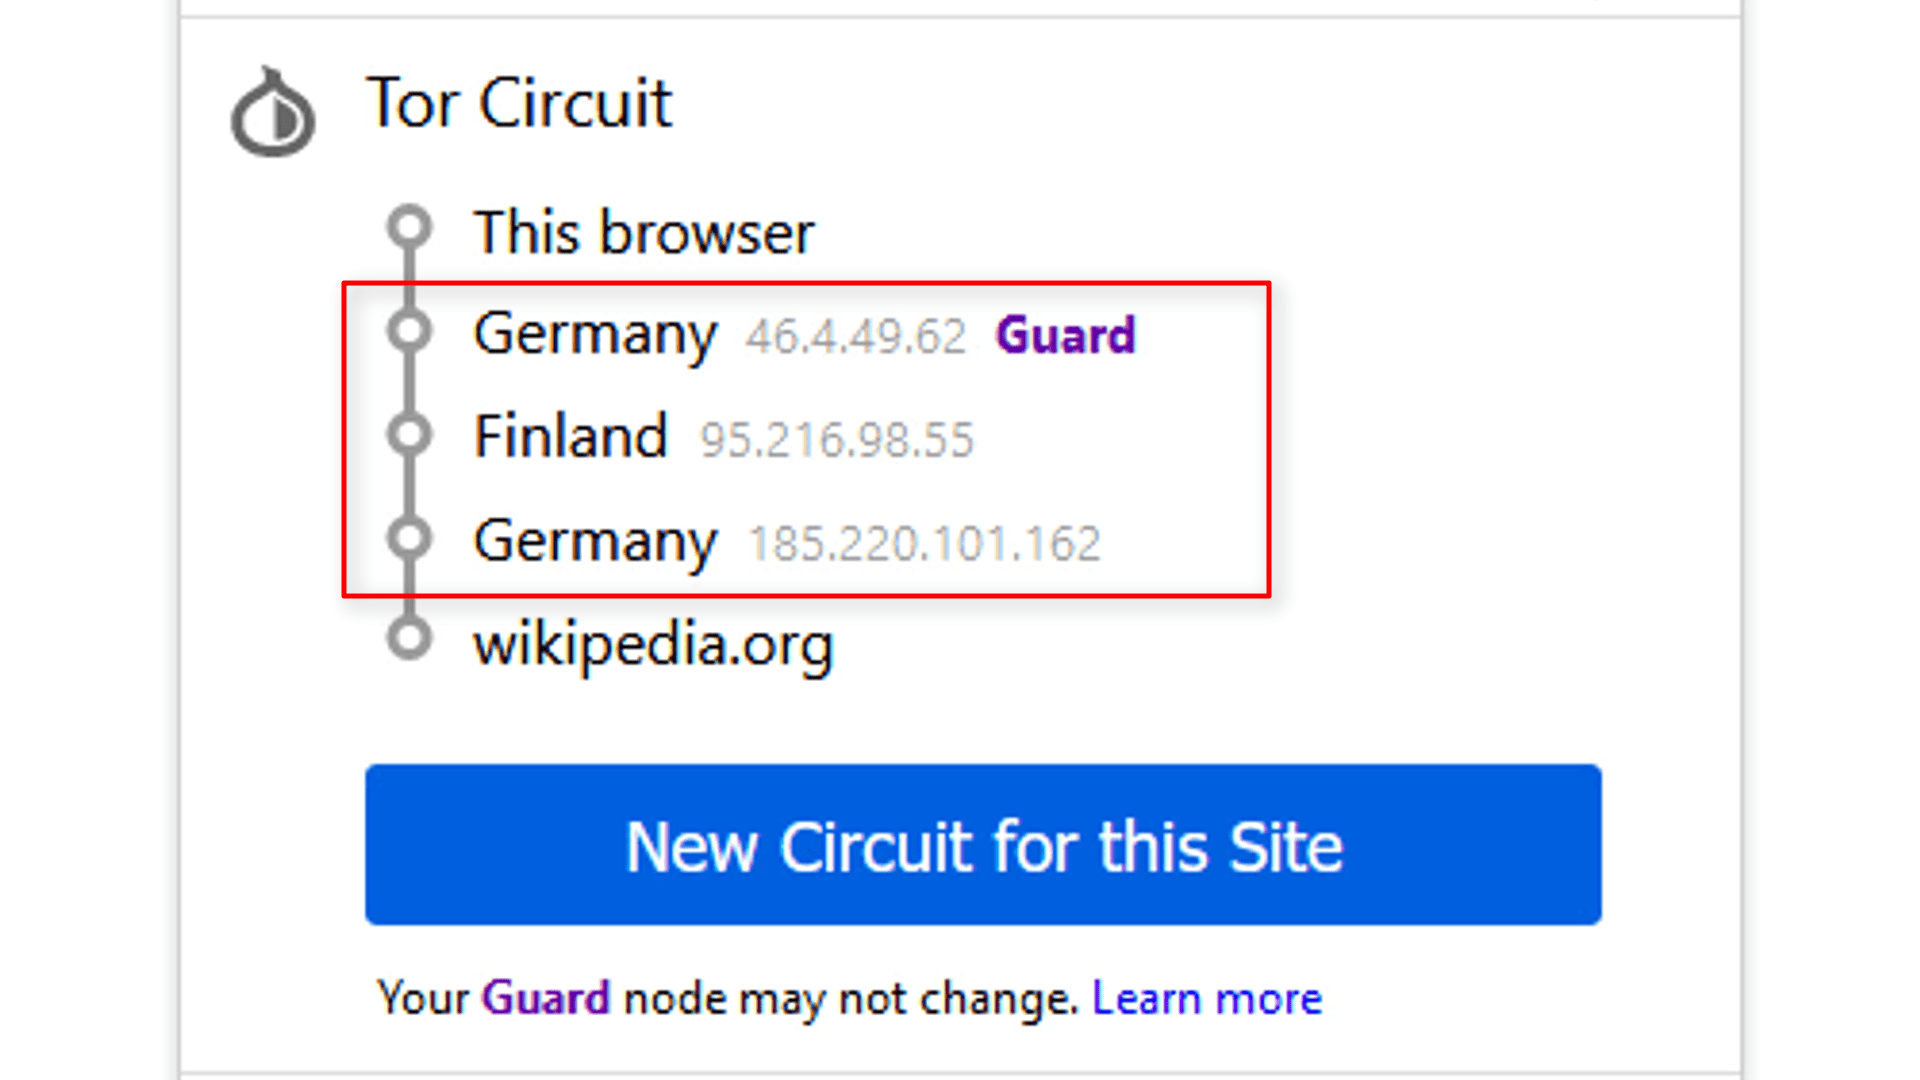 Tor Circuit
This browser
Germany 46.4.49.62 Guard
Finland 95.216.98.55
Germany 185.220.101.162
wikipedia.org
New Circuit for this Site
Your Guard node may not change. Learn more